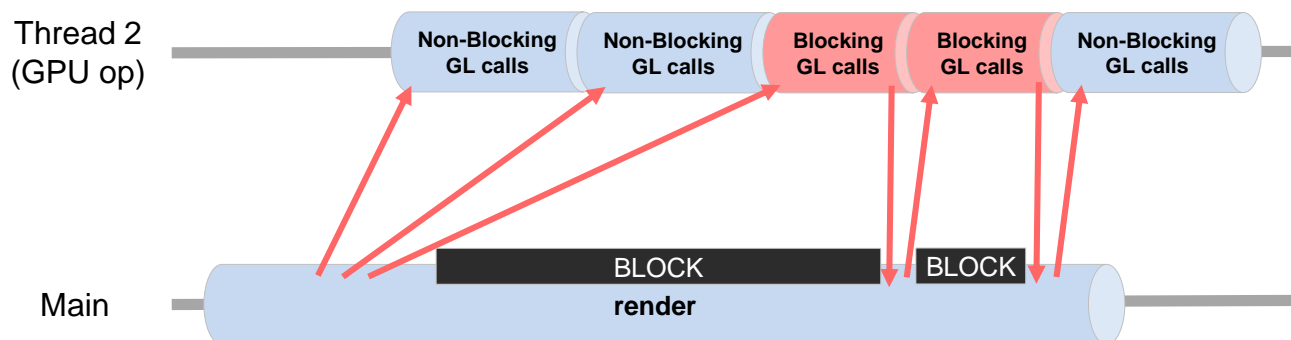 Thread 2
(GPU op)
Non-Blocking
GL calls
Non-Blocking
GL calls
Blocking
GL calls
Blocking
GL calls
Non-Blocking
GL calls
BLOCK
BLOCK
Main
render